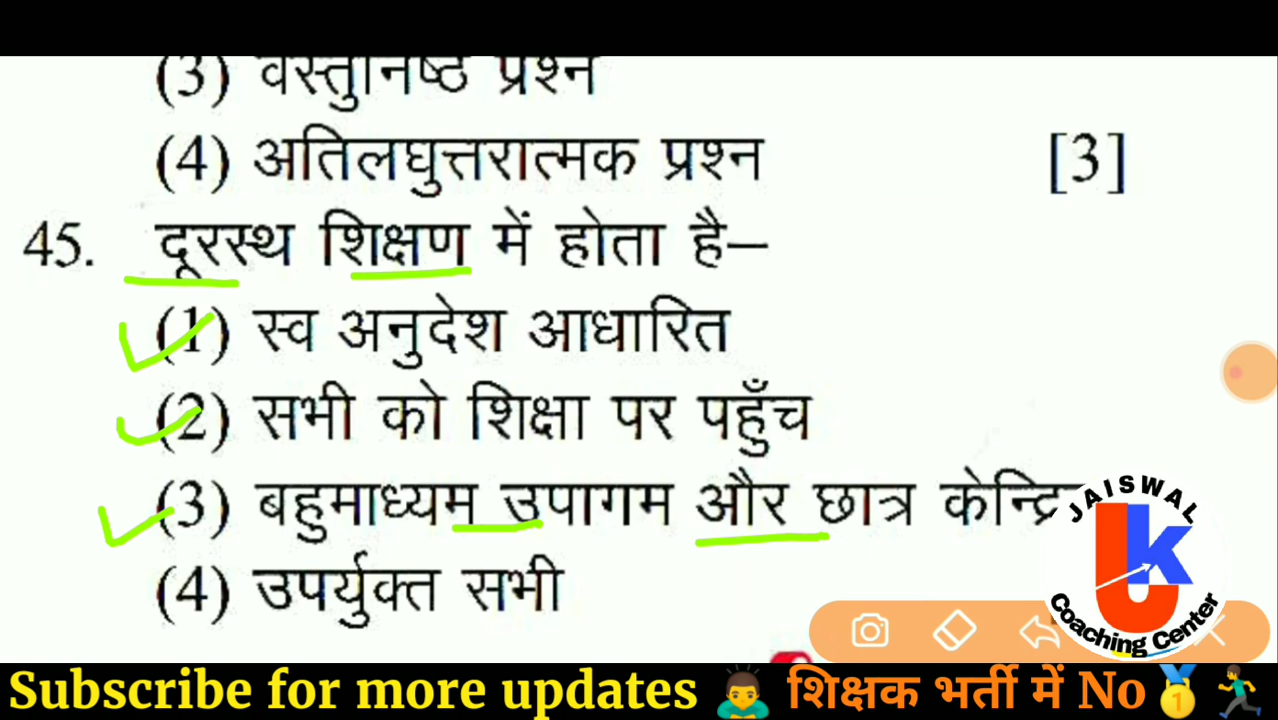 (3) वस्तुनिष्ठ प्रश्न
(4) अतिलघुत्तरात्मक प्रश्न [3]
45. दूरस्थ शिक्षण में होता है–
(1) स्व अनुदेश आधारित
(2) सभी को शिक्षा पर पहुँच
(3) बहुमाध्यम उपागम और छात्र
(4) उपर्युक्त सभी
JAISWAL
UK
Coaching Center
Subscribe for more updates शिक्षक भर्ती में No